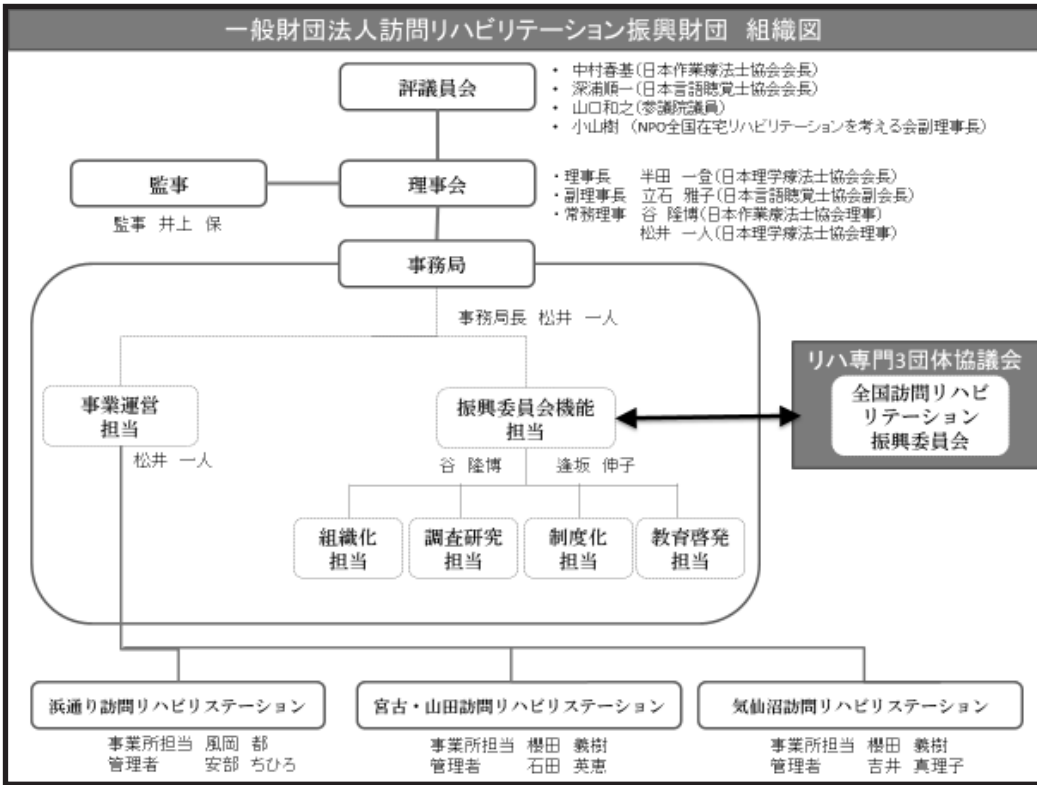 一般財団法人訪問リハビリテーション振興財団 組織図
評議員会
・ 中村春基(日本作業療法士協会会長)
・ 深浦順一(日本言語聴覚士協会会長)
・ 山口和之(参議院議員)
・ 小山樹 (NPO全国在宅リハビリテーションを考える会副理事長)
監事
監事 井上 保
理事会
・理事長 半田 一登(日本理学療法士協会会長)
・副理事長 立石 雅子(日本言語聴覚士協会副会長)
・常務理事 谷 隆博(日本作業療法士協会理事)
松井 一人(日本理学療法士協会理事)
事務局
事務局長 松井 一人
事業運営
担当
松井 一人
振興委員会機能
担当
谷 隆博 逢坂 伸子
リハ専門3団体協議会
全国訪問リハビ
リテーション
振興委員会
組織化
担当
調査研究
担当
制度化
担当
教育啓発
担当
浜通り訪問リハビリステーション
事業所担当 風岡 都
管理者 安部 ちひろ
宮古・山田訪問リハビリステーション
事業所担当 櫻田 義樹
管理者 石田 英恵
気仙沼訪問リハビリステーション
事業所担当 櫻田 義樹
管理者 吉井 真理子